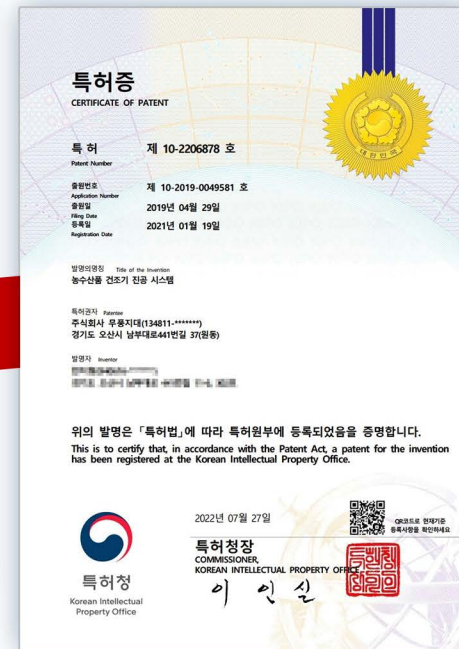 특허증
CERTIFICATE OF PATENT
특 허 제 10-2206878 호
Patent Number
출원번호 제 10-2019-0049581 호
Application Number
출원일 2019년 04월 29일
Filing Date
등록일 2021년 01월 19일
Registration Date
발명의명칭 Title of the Invention
농수산품 건조기 진공 시스템
특허권자 Patentee
주식회사 무풍지대(134811-*******)
경기도 오산시 남부대로441번길 37(원동)
발명자 Inventor
위의 발명은 「특허법」에 따라 특허원부에 등록되었음을 증명합니다.
This is to certify that, in accordance with the Patent Act, a patent for the invention
has been registered at the Korean Intellectual Property Office.
2022년 07월 27일
QR코드로 현재기준
등록사항을 확인하세요
특허청장
COMMISSIONER,
KOREAN INTELLECTUAL PROPERTY OFFICE
이 인 실
특허청
Korean Intellectual
Property Office
대한민국